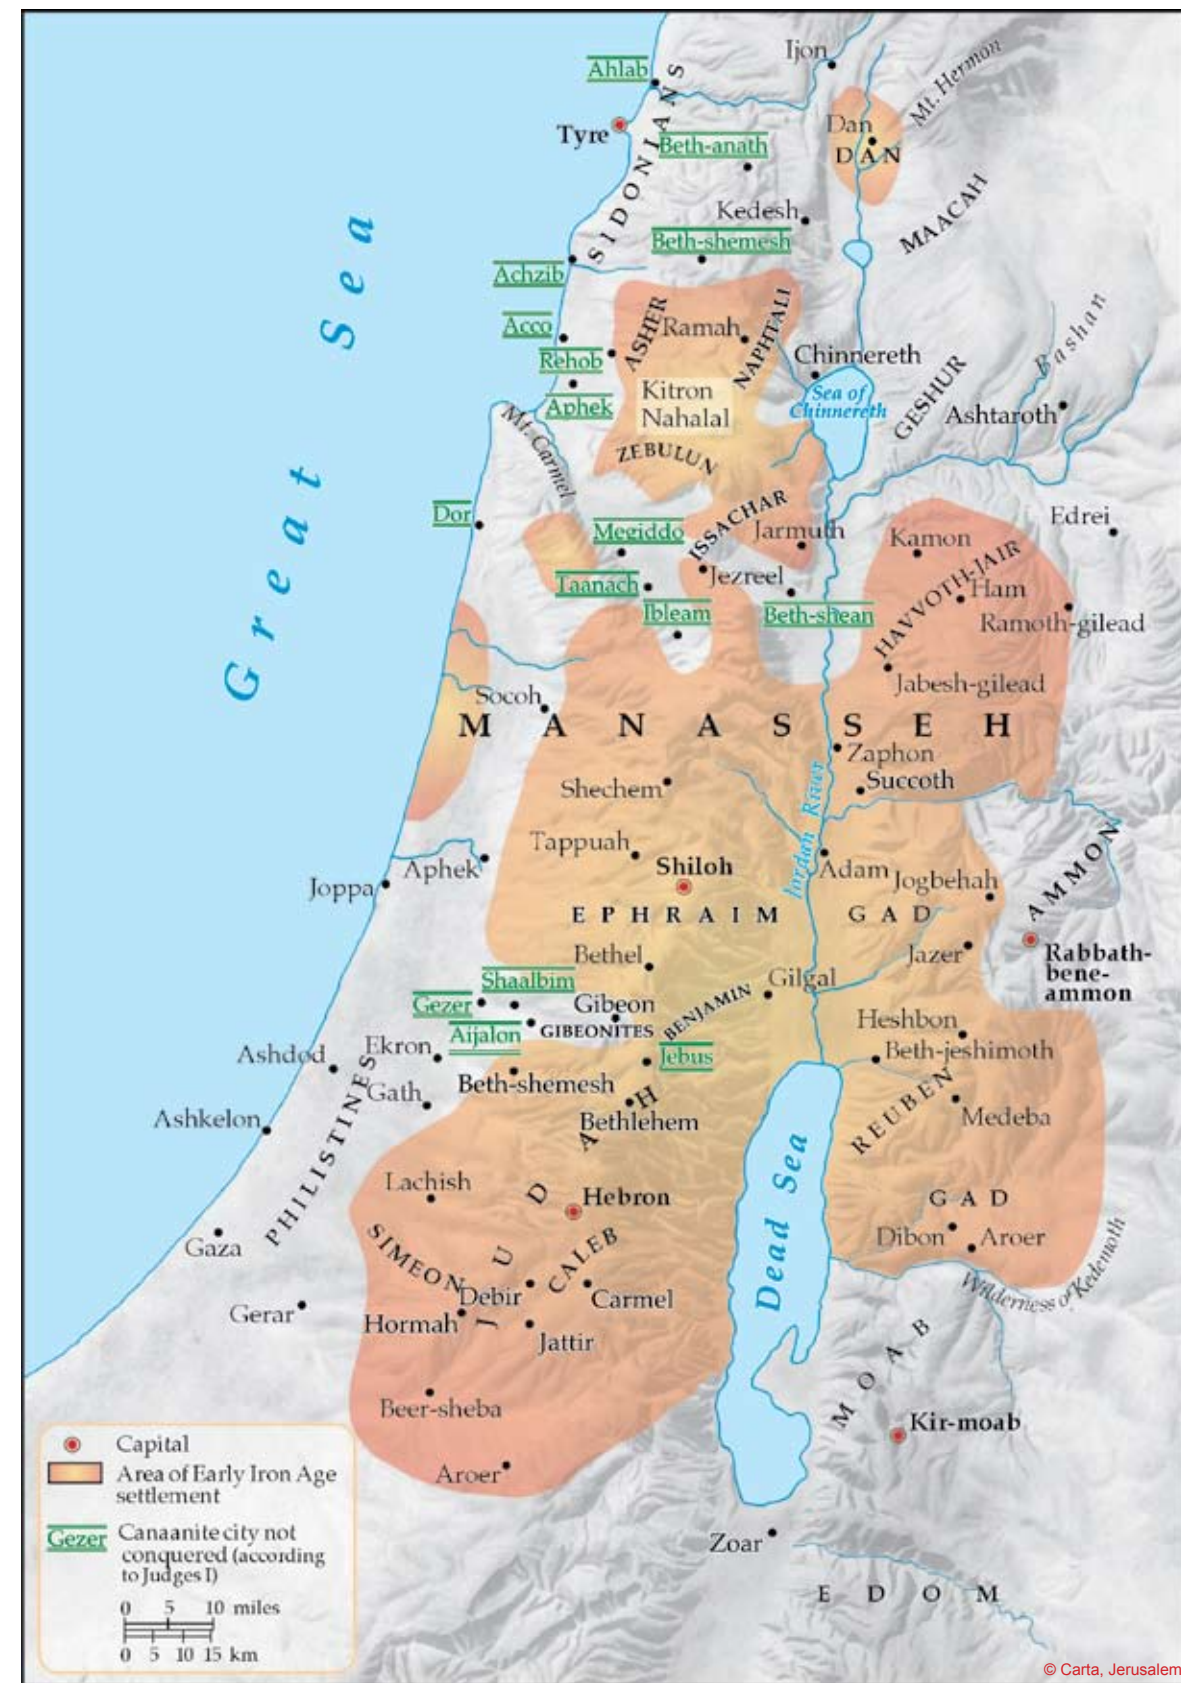 Ijon
Ahlab
SIDONIANS
Mt. Hermon
Tyre
Dan
DAN
Beth-anath
Kedesh
MAACAH
Beth-shemesh
Achzib
Great Sea
Acco
ASHER
Ramah
NAPHTALI
Rehob
Chinnereth
Bashan
Kitron
Nahalal
Sea of
Chinnereth
GESHUR
Ashtaroth
Aphek
Mt. Carmel
ZEBULUN
Dor
Megiddo
ISSACHAR
Jarmuth
Kamon
Edrei
Taanach
Jezreel
HAVVOTH-JAIR
Ham
Ibleam
Beth-shean
Ramoth-gilead
Jabesh-gilead
Socoh
MANASSEH
Zaphon
Succoth
Shechem
Jordan River
Tappuah
Shiloh
Adam
Jogbehah
AMMON
Aphek
Joppa
EPHRAIM
GAD
Bethel
Jazer
Rabbath-
bene-
ammon
Shaalbim
Gilgal
Gezer
Gibeon
BENJAMIN
Aijalon
GIBEONITES
Heshbon
Ekron
Jebus
Beth-jeshimoth
Ashdod
Beth-shemesh
Gath
Bethlehem
REUBEN
Medeba
Ashkelon
PHILISTINES
JUDAH
Dead Sea
Lachish
Hebron
GAD
Gaza
SIMEON
CALEB
Dibon
Aroer
Wilderness of Kedemoth
Debir
Carmel
Gerar
Hormah
Jattir
MOAB
Beer-sheba
Kir-moab
Aroer
Zoar
EDOM
Capital
Area of Early Iron Age
settlement
Gezer
Canaanite city not
conquered (according
to Judges I)
0 5 10 miles
0 5 10 15 km
© Carta, Jerusalem